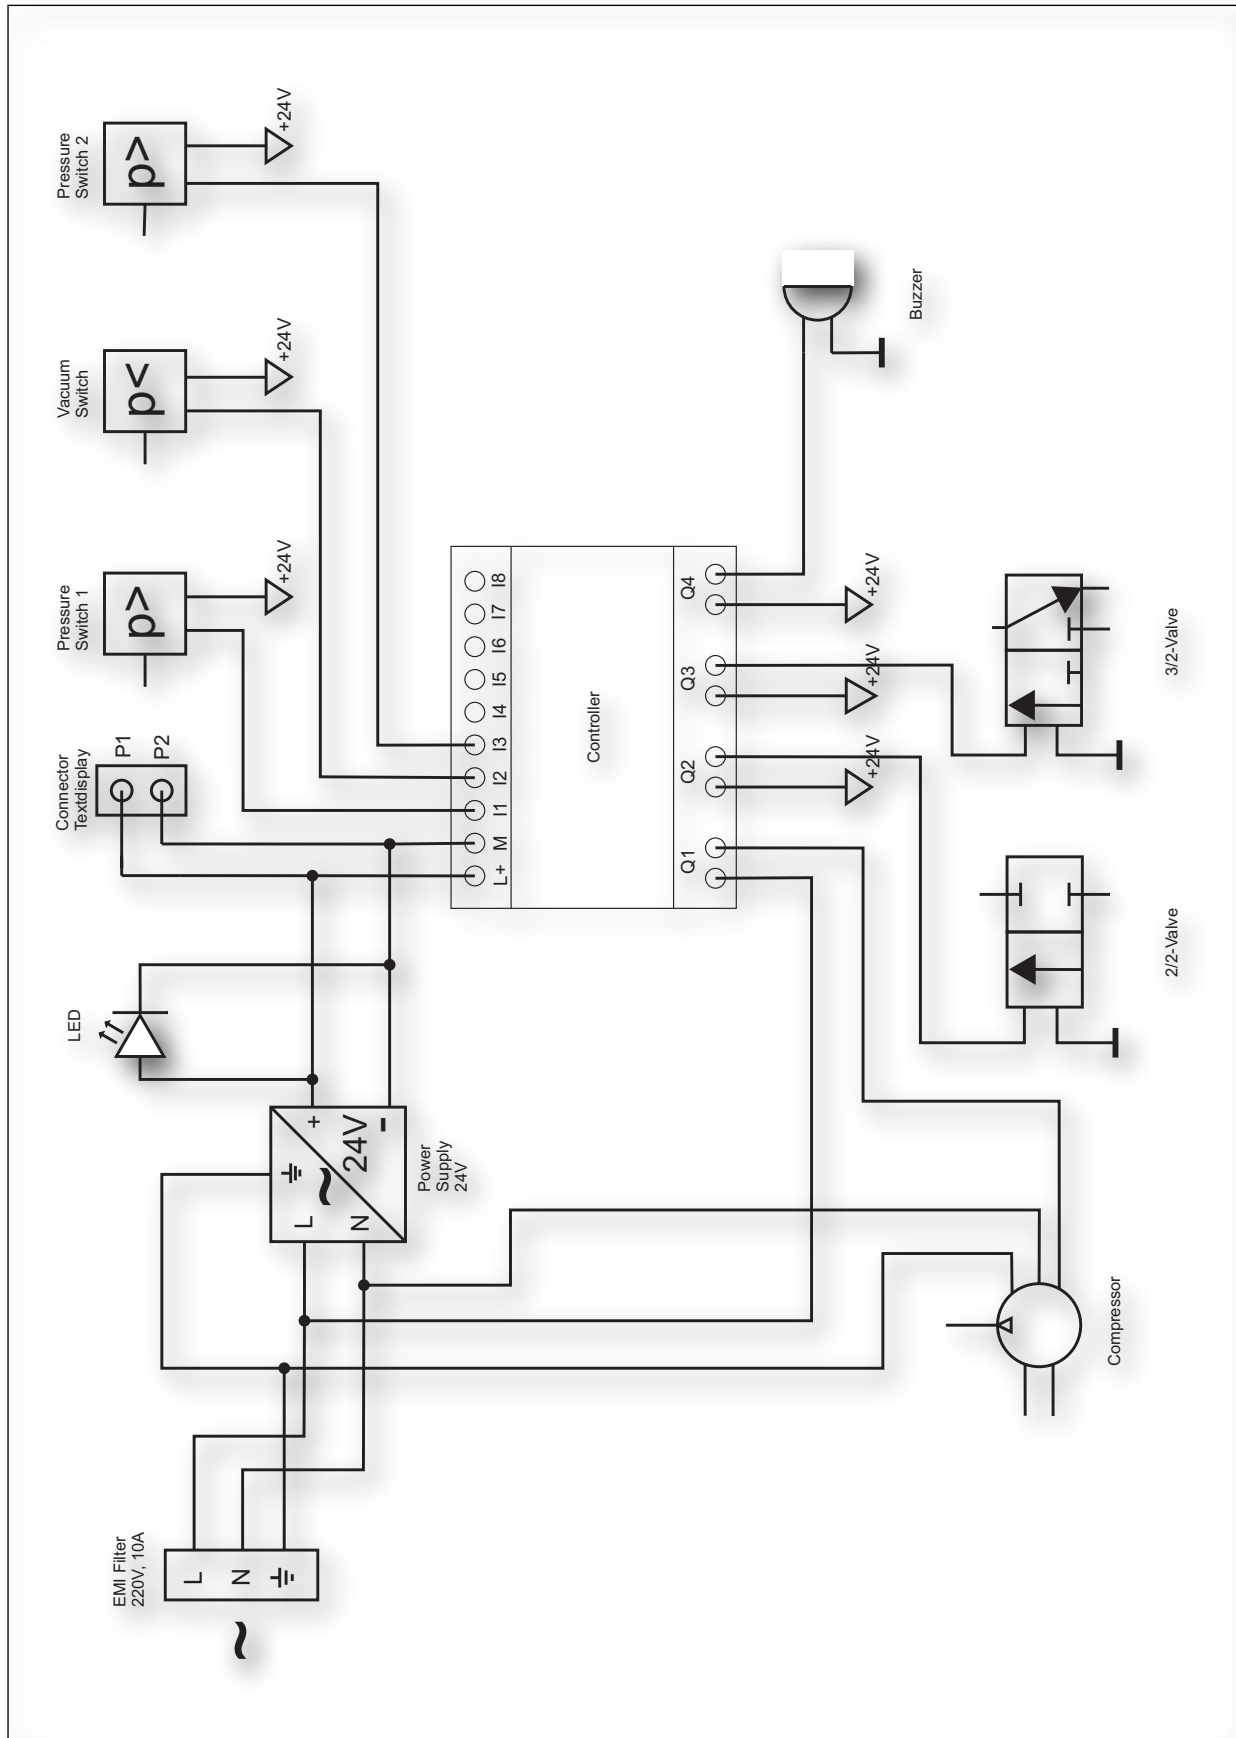 EMI Filter
220V, 10A
L
N
~
LED
Connector
Textdisplay
P1
P2
Pressure
Switch 1
p>
+24V
Vacuum
Switch
p<
+24V
Pressure
Switch 2
p>
+24V
L
N
~
+
24V
-
Power
Supply
24V
L+ M I1 I2 I3 I4 I5 I6 I7 I8
Controller
Q1 Q2 Q3 Q4
+24V
+24V
+24V
Buzzer
Compressor
2/2-Valve
3/2-Valve